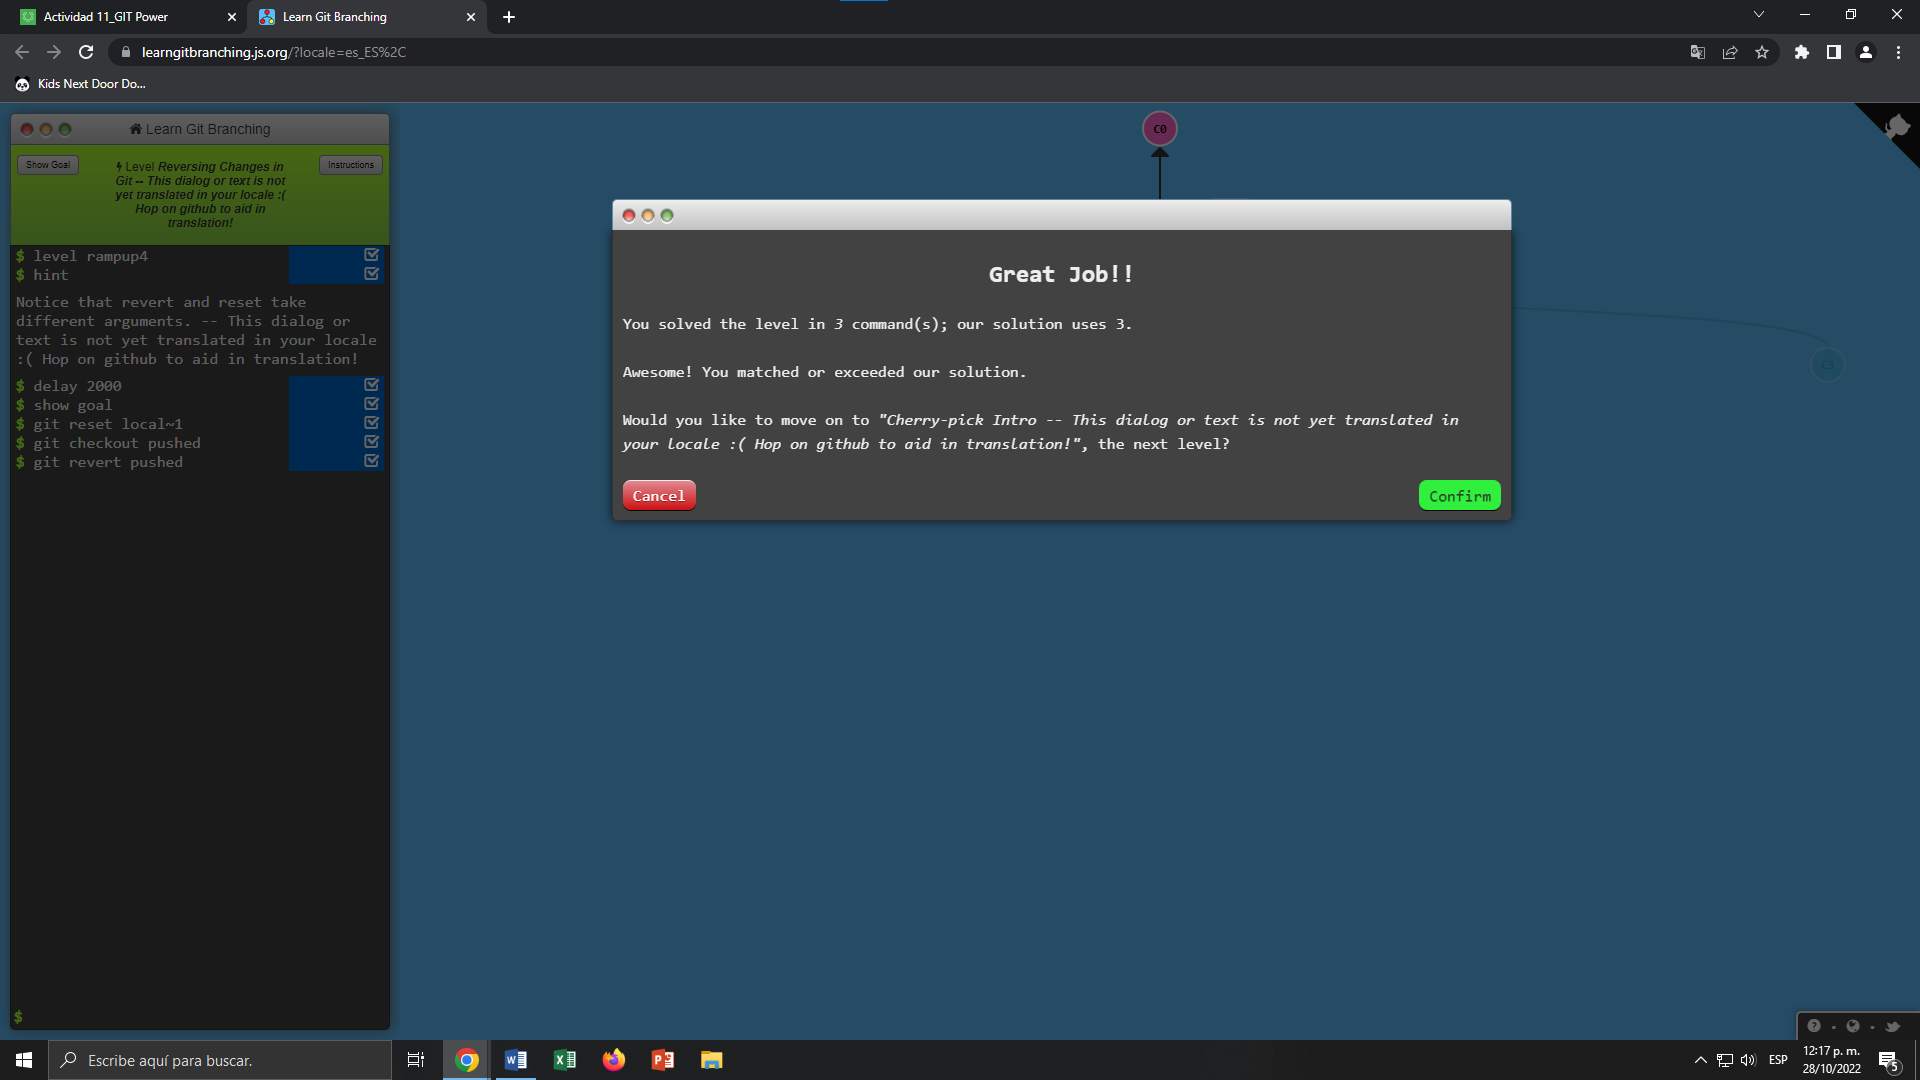 Actividad 11_GIT Power
Learn Git Branching
learngitbranching.js.org/?locale=es_ES%2C
Kids Next Door Do...
Learn Git Branching
Show Goal
Level Reversing Changes in
Git -- This dialog or text is not
yet translated in your locale :(
Hop on github to aid in
translation!
Instructions
$ level rampup4
$ hint
Notice that revert and reset take
different arguments. -- This dialog or
text is not yet translated in your locale
:( Hop on github to aid in translation!
$ delay 2000
$ show goal
$ git reset local~1
$ git checkout pushed
$ git revert pushed
$
C0
Great Job!!
You solved the level in 3 command(s); our solution uses 3.
Awesome! You matched or exceeded our solution.
Would you like to move on to "Cherry-pick Intro -- This dialog or text is not yet translated in
your locale :( Hop on github to aid in translation!", the next level?
Cancel
Confirm
Escribe aquí para buscar.
ESP
12:17 p. m.
28/10/2022
5